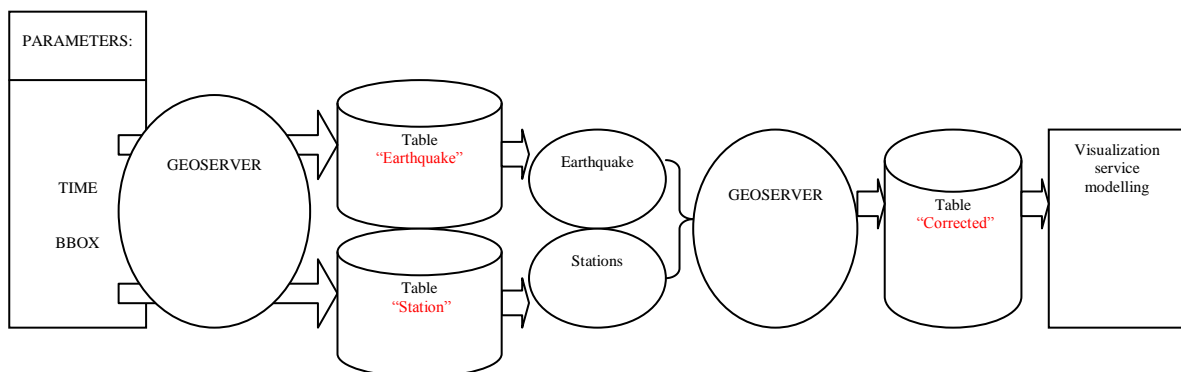 PARAMETERS:
TIME
BBOX
GEOSERVER
Table
“Earthquake”
Table
“Station”
Earthquake
Stations
GEOSERVER
Table
“Corrected”
Visualization
service
modelling